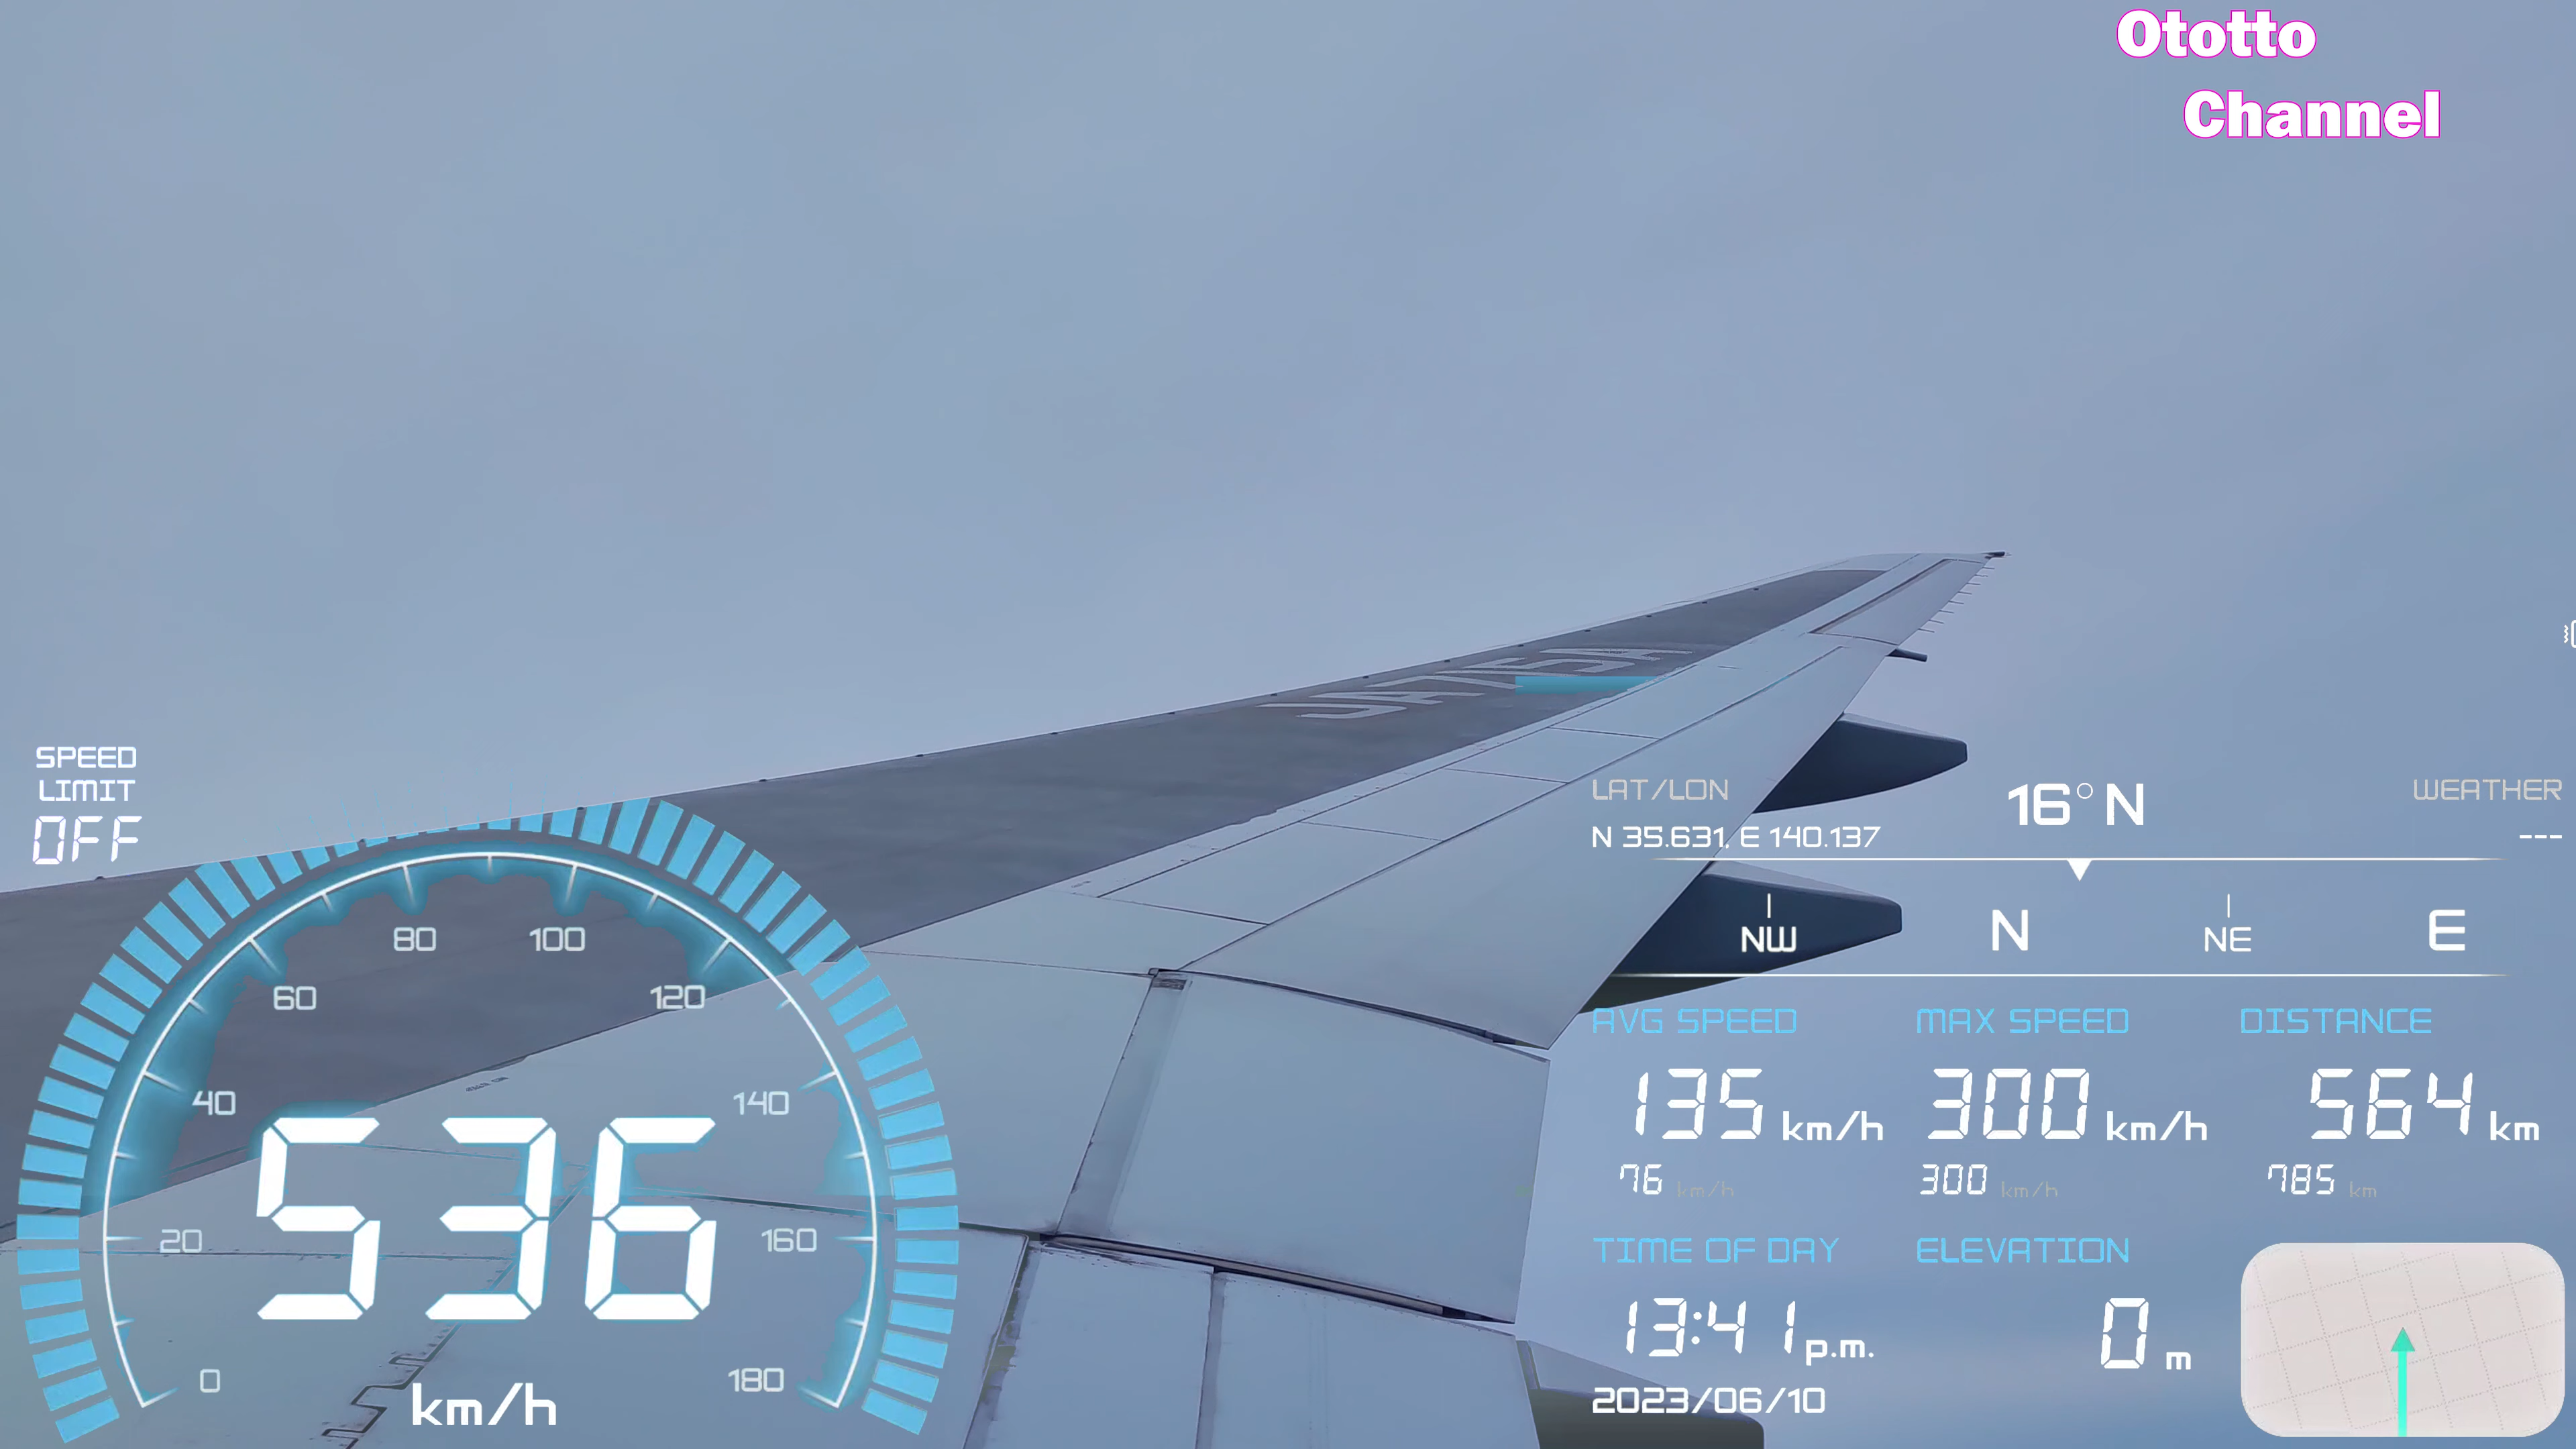 Ototto
Channel
SPEED
LIMIT
OFF
0
20
40
60
80
100
120
140
160
180
536
km/h
LAT/LON
N 35.631, E 140.137
16° N
WEATHER
---
NW
N
NE
E
AVG SPEED
135 km/h
76 km/h
MAX SPEED
300 km/h
300 km/h
DISTANCE
564 km
785 km
TIME OF DAY
13:41 p.m.
2023/06/10
ELEVATION
0 m